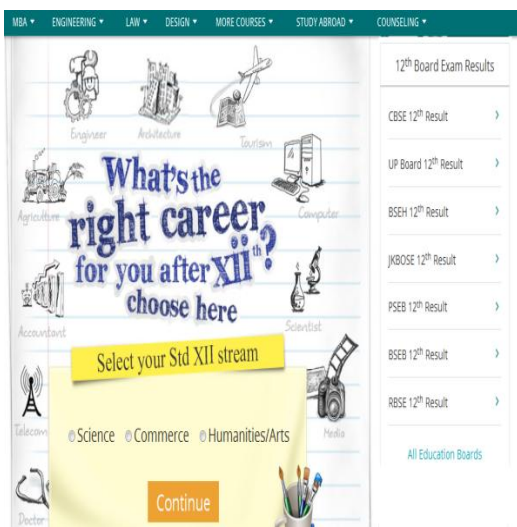 MBA ▾ ENGINEERING ▾ LAW ▾ DESIGN ▾ MORE COURSES ▾ STUDY ABROAD ▾ COUNSELING ▾
Engineer
Architecture
Tourism
Agriculture
Computer
Accountant
Scientist
Telecom
Media
Doctor
What's the
right career
for you after XII th?
choose here
Select your Std XII stream
Science Commerce Humanities/Arts
Continue
12th Board Exam Results
CBSE 12th Result
UP Board 12th Result
BSEH 12th Result
JKBOSE 12th Result
PSEB 12th Result
BSEB 12th Result
RBSE 12th Result
All Education Boards